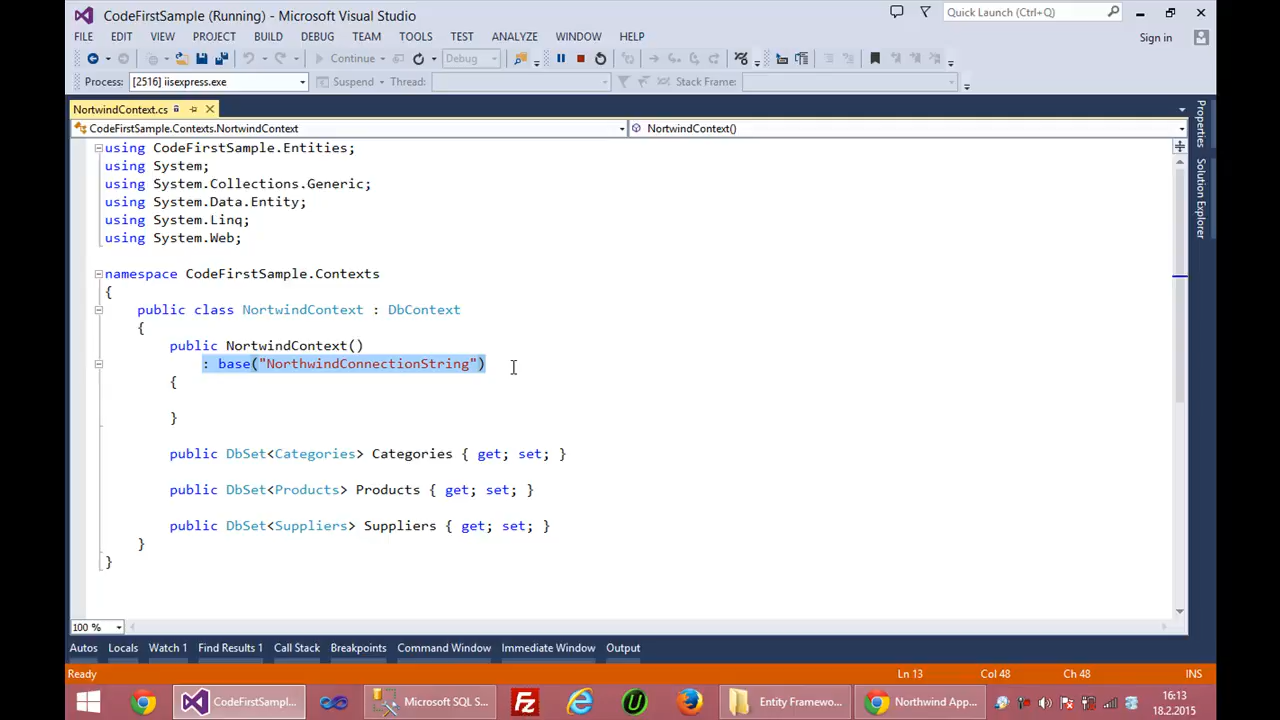 CodeFirstSample (Running) - Microsoft Visual Studio
Quick Launch (Ctrl+Q)
FILE EDIT VIEW PROJECT BUILD DEBUG TEAM TOOLS TEST ANALYZE WINDOW HELP
Sign in
Continue Debug
Process: [2516] iisexpress.exe Suspend Thread: Stack Frame:
NortwindContext.cs
CodeFirstSample.Contexts.NortwindContext NortwindContext()
Properties
Solution Explorer
using CodeFirstSample.Entities;
using System;
using System.Collections.Generic;
using System.Data.Entity;
using System.Linq;
using System.Web;
namespace CodeFirstSample.Contexts
{
public class NortwindContext : DbContext
{
public NortwindContext()
: base("NorthwindConnectionString")
{
}
public DbSet<Categories> Categories { get; set; }
public DbSet<Products> Products { get; set; }
public DbSet<Suppliers> Suppliers { get; set; }
}
}
100 %
Autos Locals Watch 1 Find Results 1 Call Stack Breakpoints Command Window Immediate Window Output
Ready Ln 13 Col 48 Ch 48 INS
CodeFirstSampl... Microsoft SQL S... Entity Framewo... Northwind App...
16:13
18.2.2015